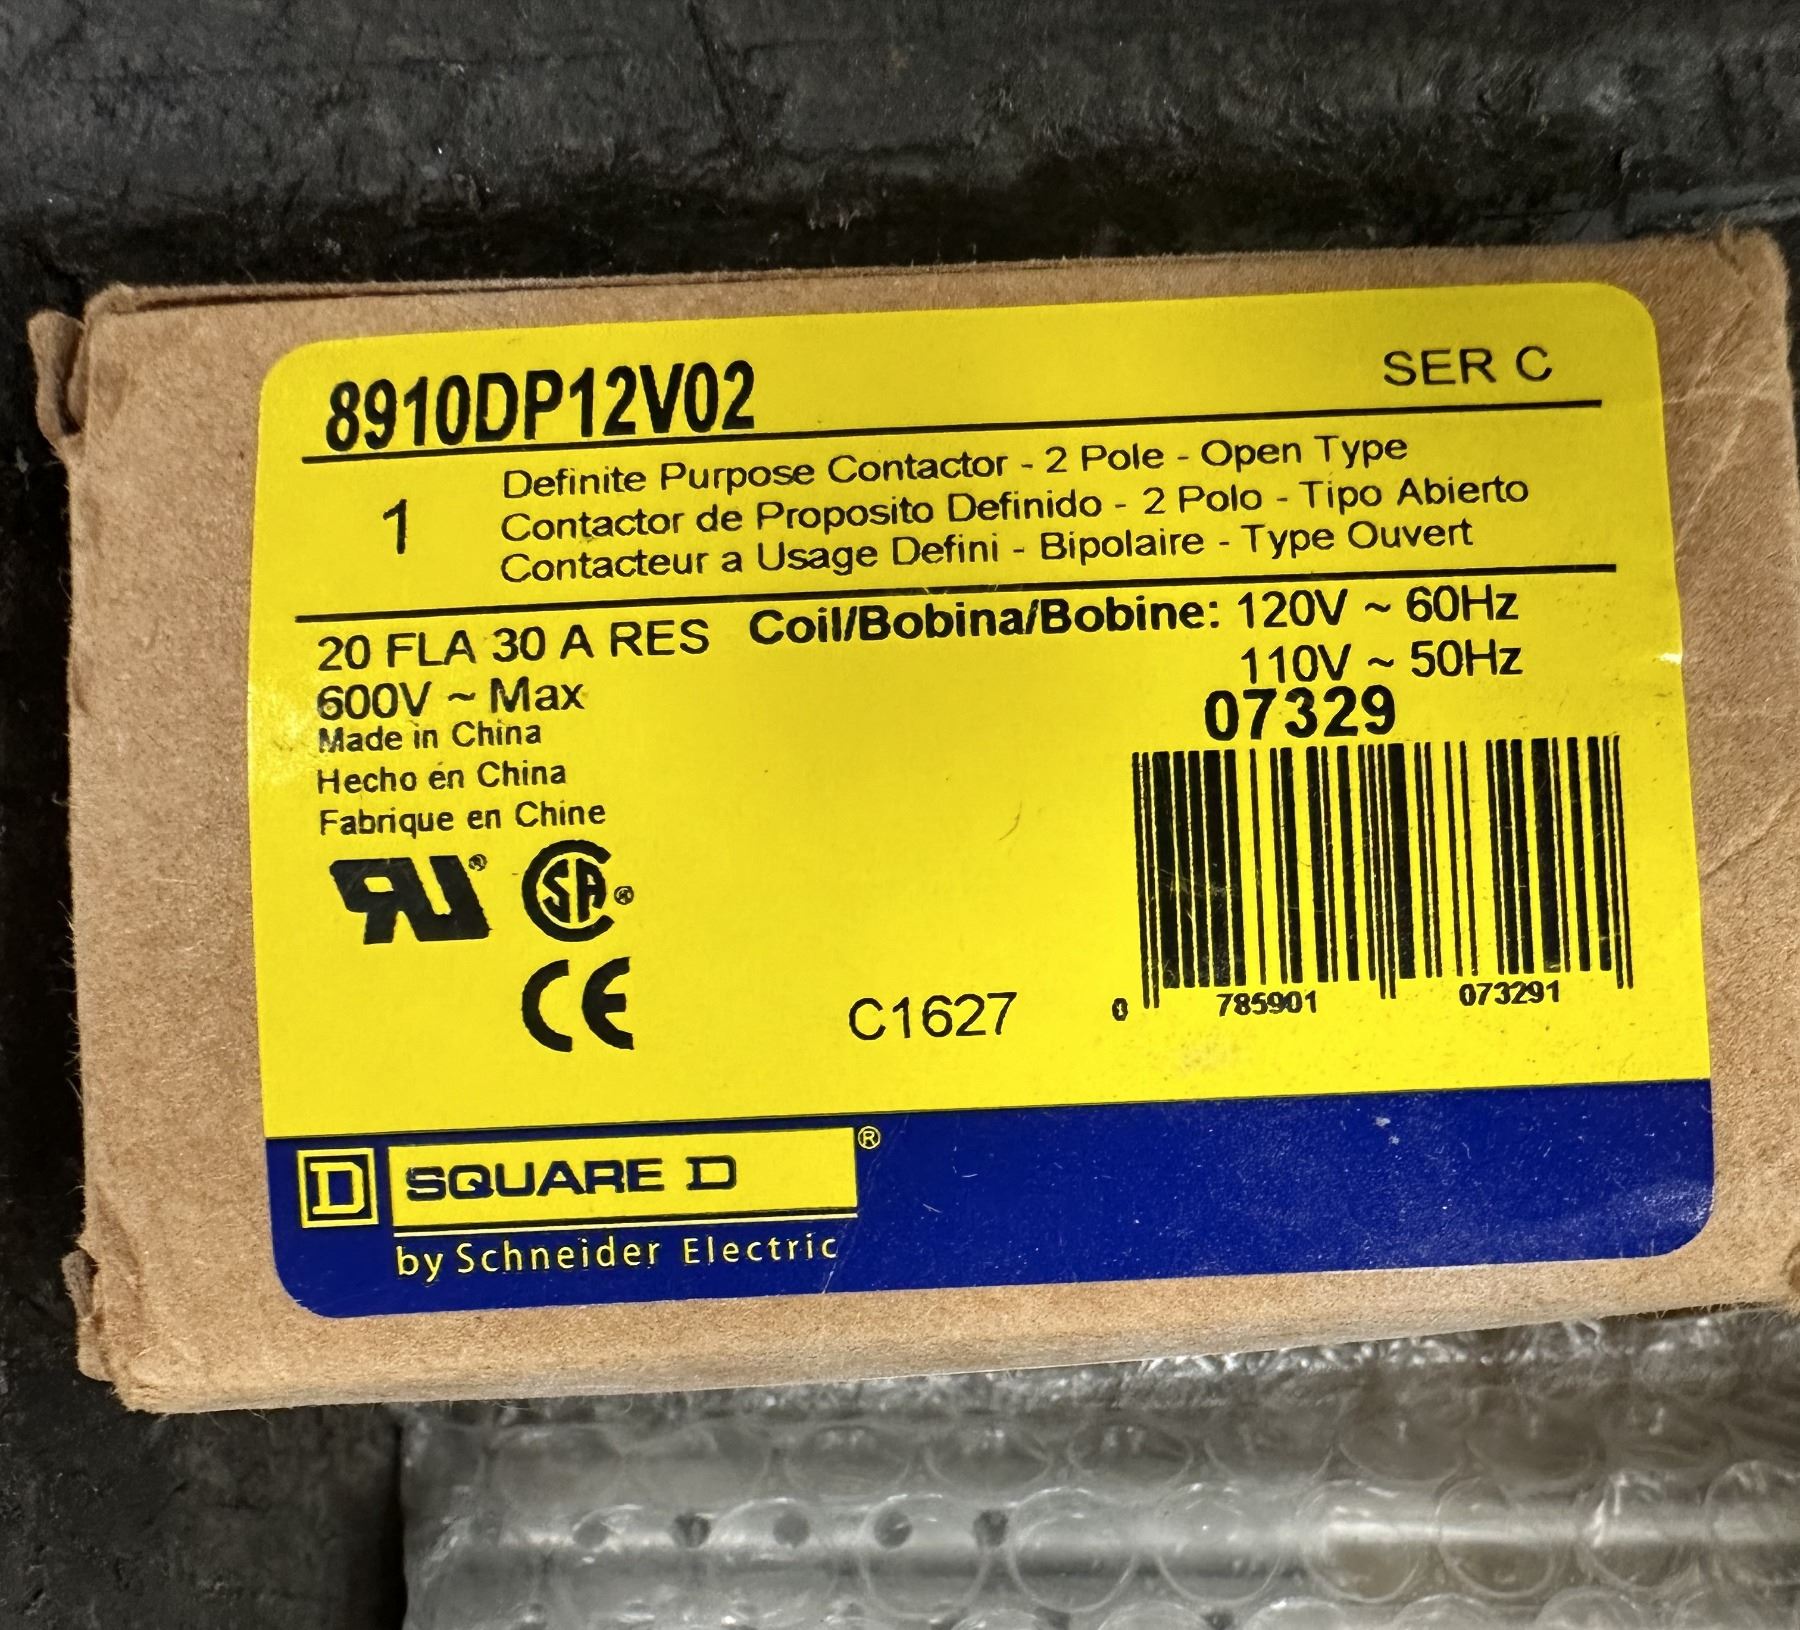 8910DP12V02
SER C
1
Definite Purpose Contactor - 2 Pole - Open Type
Contactor de Proposito Definido - 2 Polo - Tipo Abierto
Contacteur a Usage Defini - Bipolaire - Type Ouvert
20 FLA 30 A RES
600V ~ Max
Coil/Bobina/Bobine: 120V ~ 60Hz
110V ~ 50Hz
07329
Made in China
Hecho en China
Fabrique en Chine
RU®
SA®
CE
C1627
0 785901 073291
D SQUARE D®
by Schneider Electric